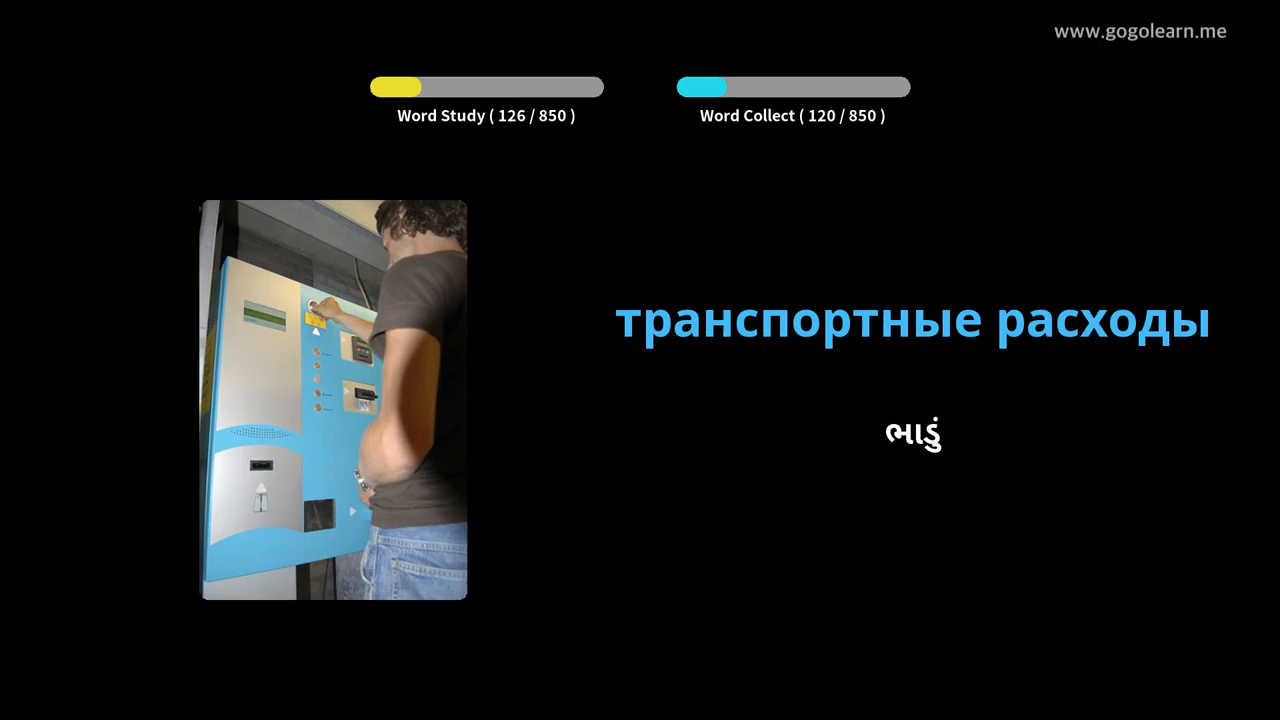 www.gogolearn.me
Word Study ( 126 / 850 )
Word Collect ( 120 / 850 )
транспортные расходы
ભાડું